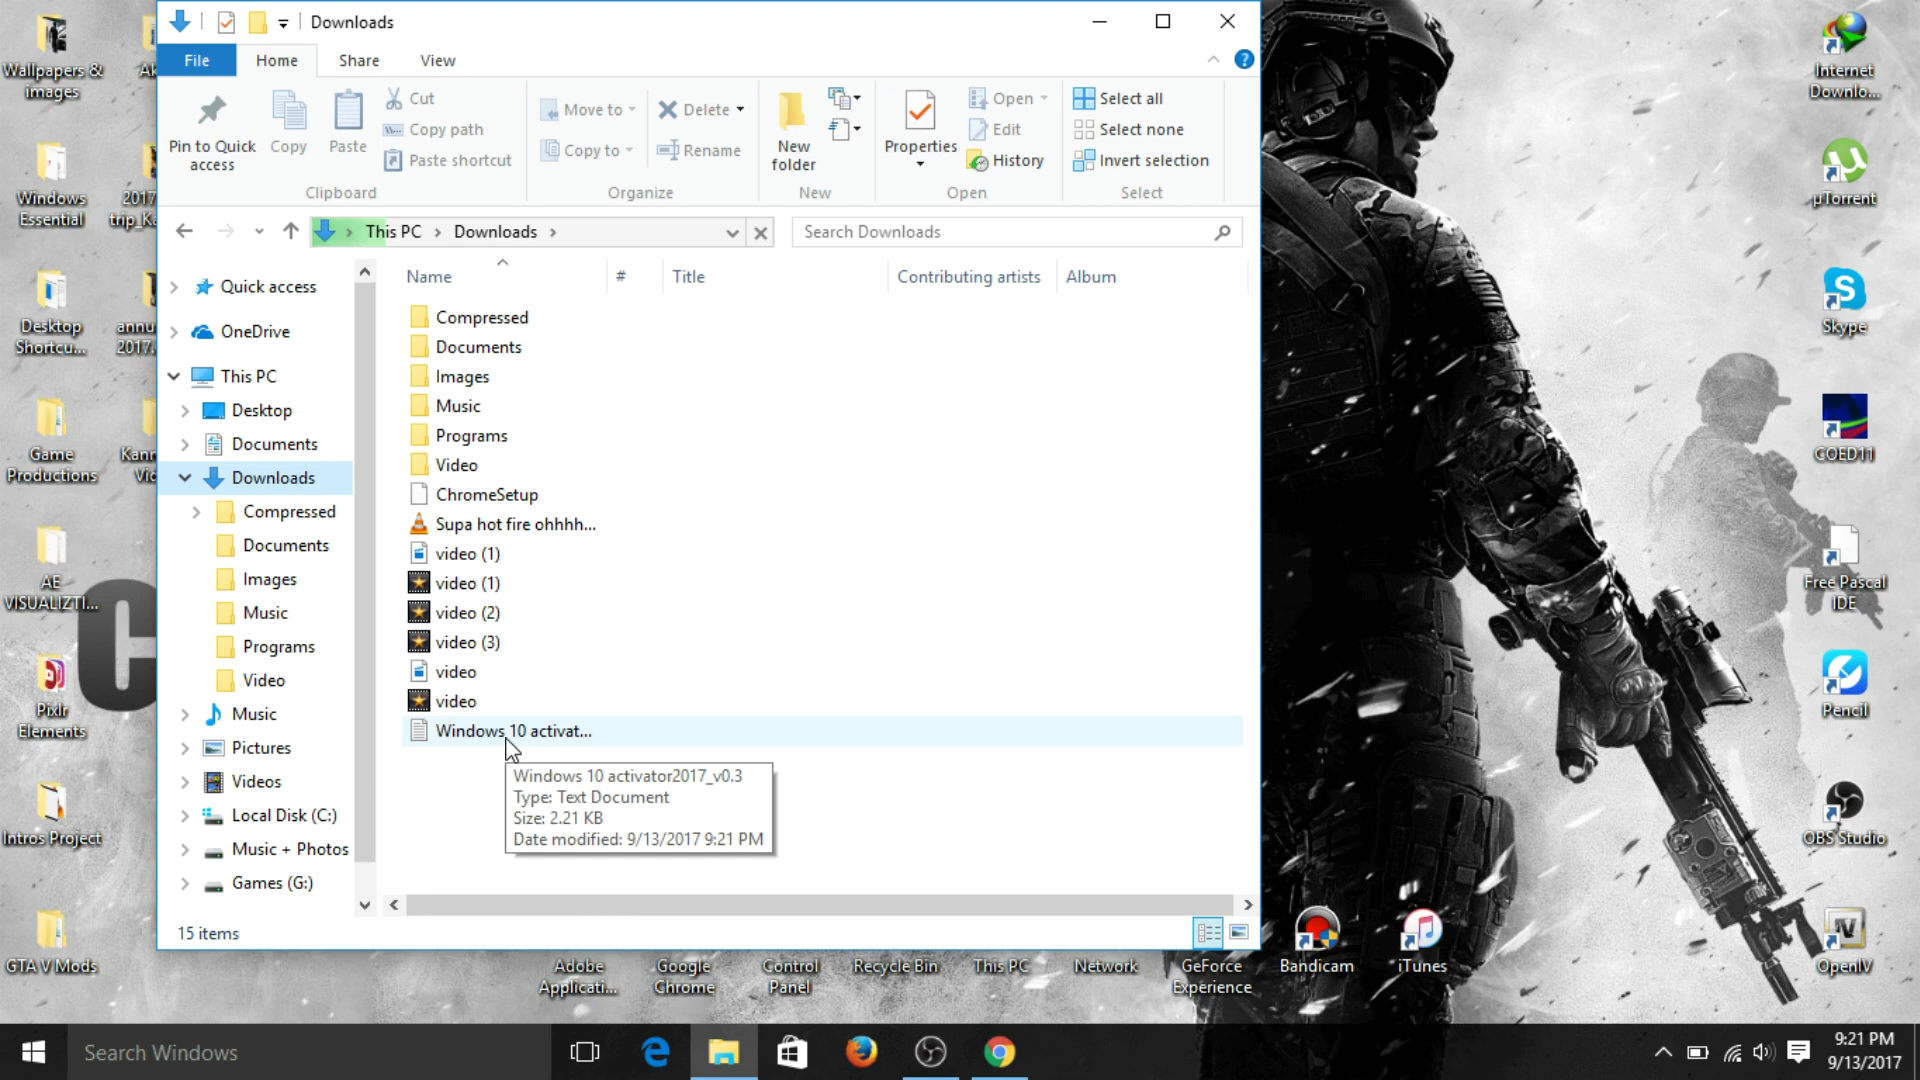 Downloads
File
Home
Share
View
Pin to Quick
access
Copy
Paste
Cut
Copy path
Paste shortcut
Clipboard
Move to
Copy to
Delete
Rename
Organize
New
folder
New
Properties
Open
Edit
History
Open
Select all
Select none
Invert selection
Select
This PC
Downloads
Search Downloads
Name
#
Title
Contributing artists
Album
Quick access
OneDrive
This PC
Desktop
Documents
Downloads
Compressed
Documents
Images
Music
Programs
Video
Music
Pictures
Videos
Local Disk (C:)
Music + Photos
Games (G:)
Compressed
Documents
Images
Music
Programs
Video
ChromeSetup
Supa hot fire ohhhh...
video (1)
video (1)
video (2)
video (3)
video
video
Windows 10 activat...
Windows 10 activator2017_v0.3
Type: Text Document
Size: 2.21 KB
Date modified: 9/13/2017 9:21 PM
15 items
Wallpapers &
images
Windows
Essential
2017
Desktop
Shortcu...
2017.
Game
Productions
AE
VISUALIZTI...
Pixlr
Elements
Intros Project
GTA V Mods
C
Internet
Downlo...
µTorrent
Skype
COED11
Free Pascal
IDE
Pencil
OBS Studio
OpenIV
Adobe
Applicati...
Google
Chrome
Control
Panel
Recycle Bin
This PC
Network
GeForce
Experience
Bandicam
iTunes
Search Windows
9:21 PM
9/13/2017